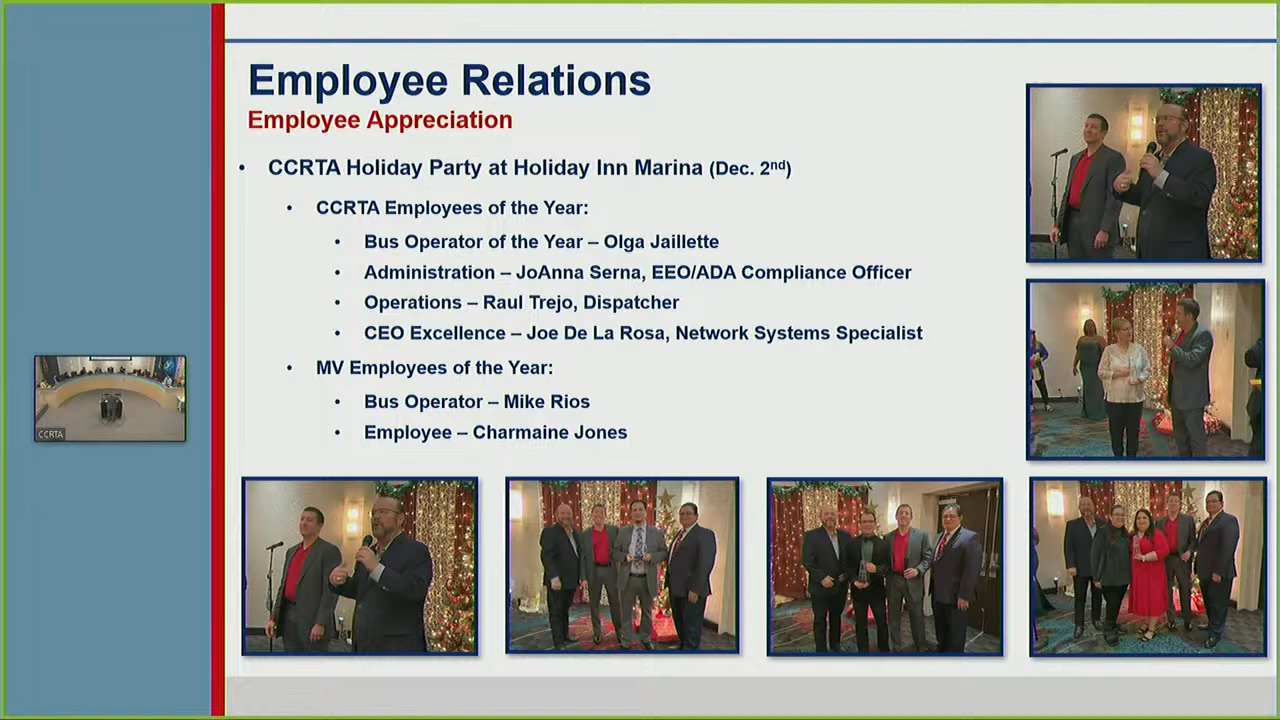 Employee Relations
Employee Appreciation
• CCRTA Holiday Party at Holiday Inn Marina (Dec. 2nd)
• CCRTA Employees of the Year:
• Bus Operator of the Year – Olga Jaillette
• Administration – JoAnna Serna, EEO/ADA Compliance Officer
• Operations – Raul Trejo, Dispatcher
• CEO Excellence – Joe De La Rosa, Network Systems Specialist
• MV Employees of the Year:
• Bus Operator – Mike Rios
• Employee – Charmaine Jones
CCRTA